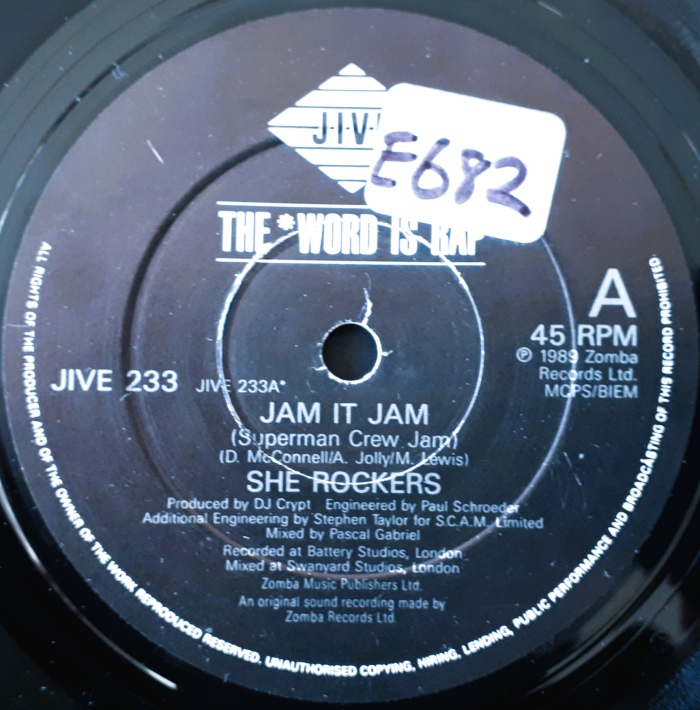 J·I·V·
E682
THE *WORD IS RAP
A
45 RPM
℗ 1989 Zomba
Records Ltd.
MCPS/BIEM
JIVE 233 JIVE 233A*
JAM IT JAM
(Superman Crew Jam)
(D. McConnell/A. Jolly/M. Lewis)
SHE ROCKERS
Produced by DJ Crypt Engineered by Paul Schroeder
Additional Engineering by Stephen Taylor for S.C.A.M. Limited
Mixed by Pascal Gabriel
Recorded at Battery Studios, London
Mixed at Swanyard Studios, London
Zomba Music Publishers Ltd.
An original sound recording made by
Zomba Records Ltd.
ALL RIGHTS OF THE PRODUCER AND OF THE OWNER OF THE WORK REPRODUCED RESERVED. UNAUTHORISED COPYING, HIRING, LENDING, PUBLIC PERFORMANCE AND BROADCASTING OF THIS RECORD PROHIBITED